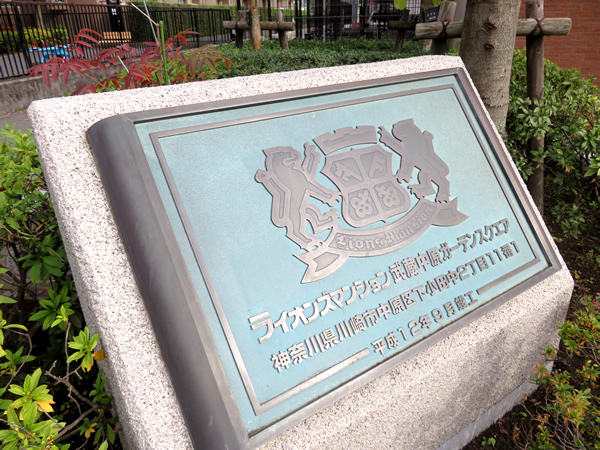 Lions Mansion
ライオンズマンション武蔵中原ガーデンスクエア
神奈川県川崎市中原区下小田中2丁目11番1
平成12年9月竣工